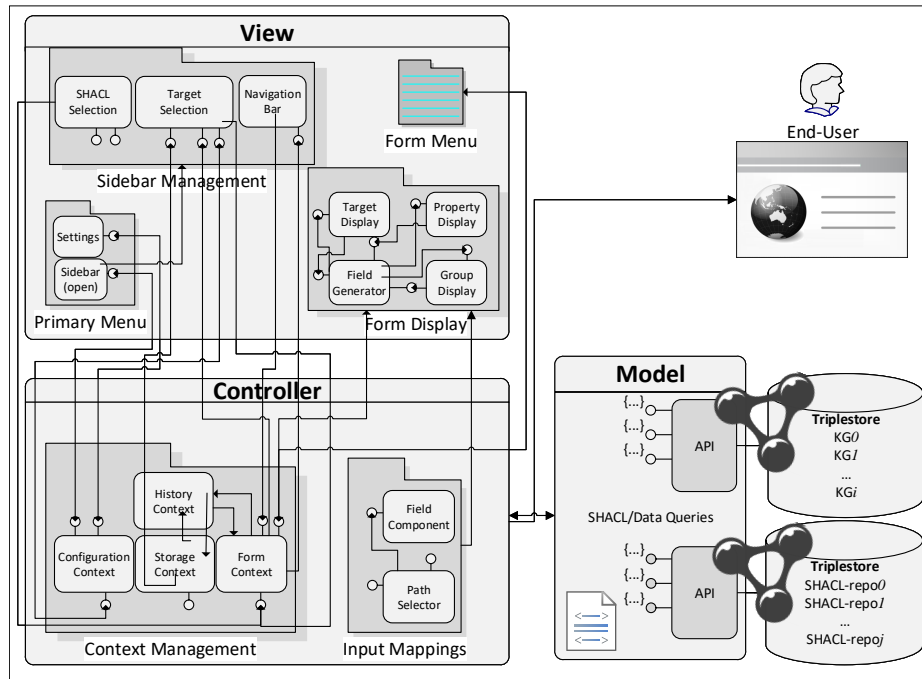 View
SHACL
Selection
Target
Selection
Navigation
Bar
Sidebar Management
Form Menu
End-User
Settings
Sidebar
(open)
Primary Menu
Target
Display
Property
Display
Field
Generator
Group
Display
Form Display
Controller
History
Context
Configuration
Context
Storage
Context
Form
Context
Context Management
Field
Component
Path
Selector
Input Mappings
Model
{...}
{...}
{...}
API
Triplestore
KG0
KG1
...
KGi
SHACL/Data Queries
{...}
{...}
{...}
API
<...>
Triplestore
SHACL-repo0
SHACL-repo1
...
SHACL-repoj